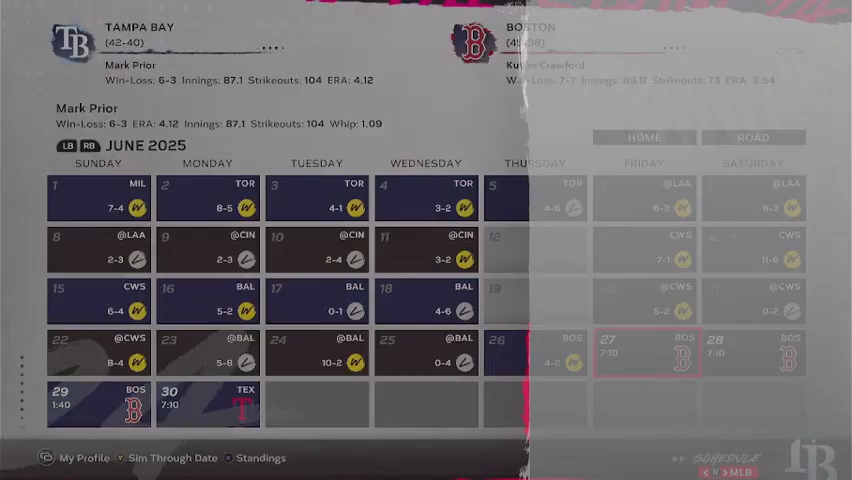 TAMPA BAY
(42-40)
Mark Prior
Win-Loss: 6-3 Innings: 87.1 Strikeouts: 104 ERA: 4.12
BOSTON
Kutter Crawford
Win-Loss: 7-7 Innings: 89.0 Strikeouts: 73 ERA: 3.54
Mark Prior
Win-Loss: 6-3 ERA: 4.12 Innings: 87.1 Strikeouts: 104 Whip: 1.09
LB RB JUNE 2025
HOME ROAD
SUNDAY MONDAY TUESDAY WEDNESDAY THURSDAY FRIDAY SATURDAY
1 MIL 2 TOR 3 TOR 4 TOR 5 TOR @LAA @LAA
7-4 W 8-5 W 4-1 W 3-2 W 4-6 L 6-3 W 6-3 W
8 @LAA 9 @CIN 10 @CIN 11 @CIN 12 CWS CWS
2-3 L 2-3 L 2-4 L 3-2 W 7-1 W 11-6 W
15 CWS 16 BAL 17 BAL 18 BAL 19 20 @CWS 21 @CWS
6-4 W 5-2 W 0-1 L 4-6 L 5-2 W 0-2 L
22 @CWS 23 @BAL 24 @BAL 25 @BAL 26 BOS 27 BOS 28 BOS
8-4 W 5-8 L 10-2 W 0-4 L 4-2 W 7:10 B 7:10 B
29 BOS 30 TEX
1:40 B 7:10 T
My Profile Y Sim Through Date X Standings
SCHEDULE
R MLB
TB